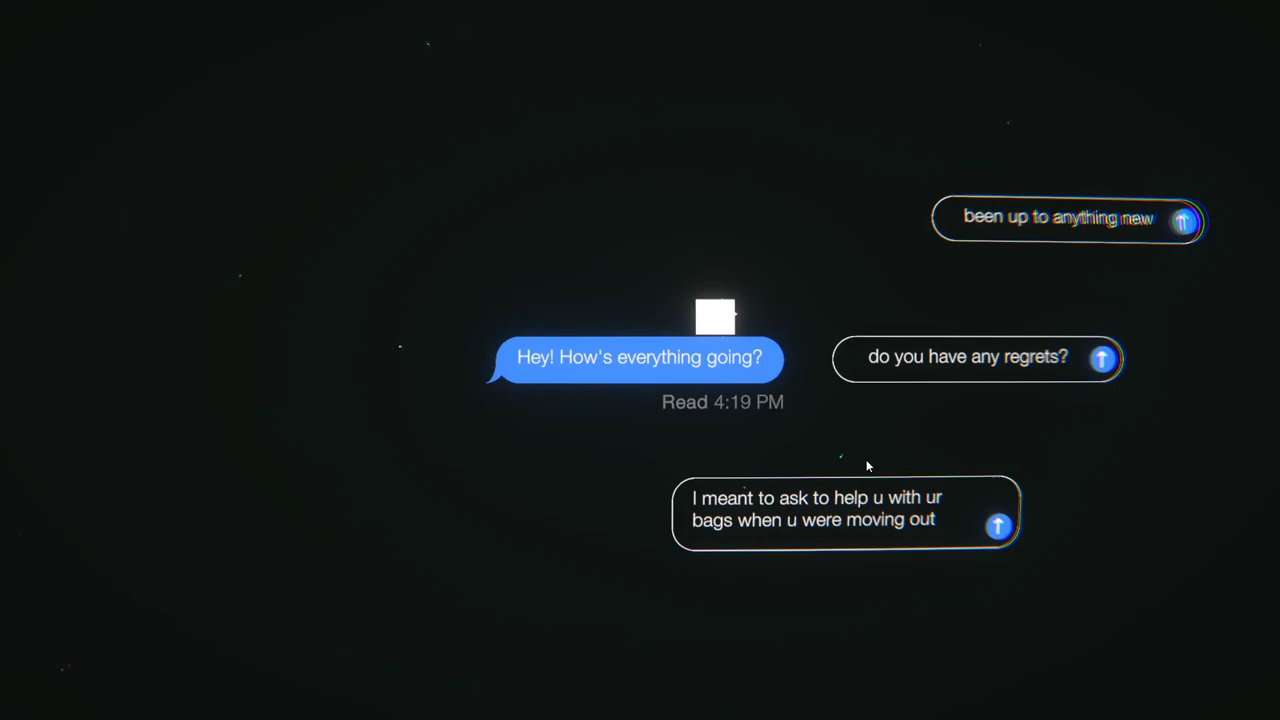 been up to anything new
Hey! How's everything going?
do you have any regrets?
Read 4:19 PM
I meant to ask to help u with ur
bags when u were moving out